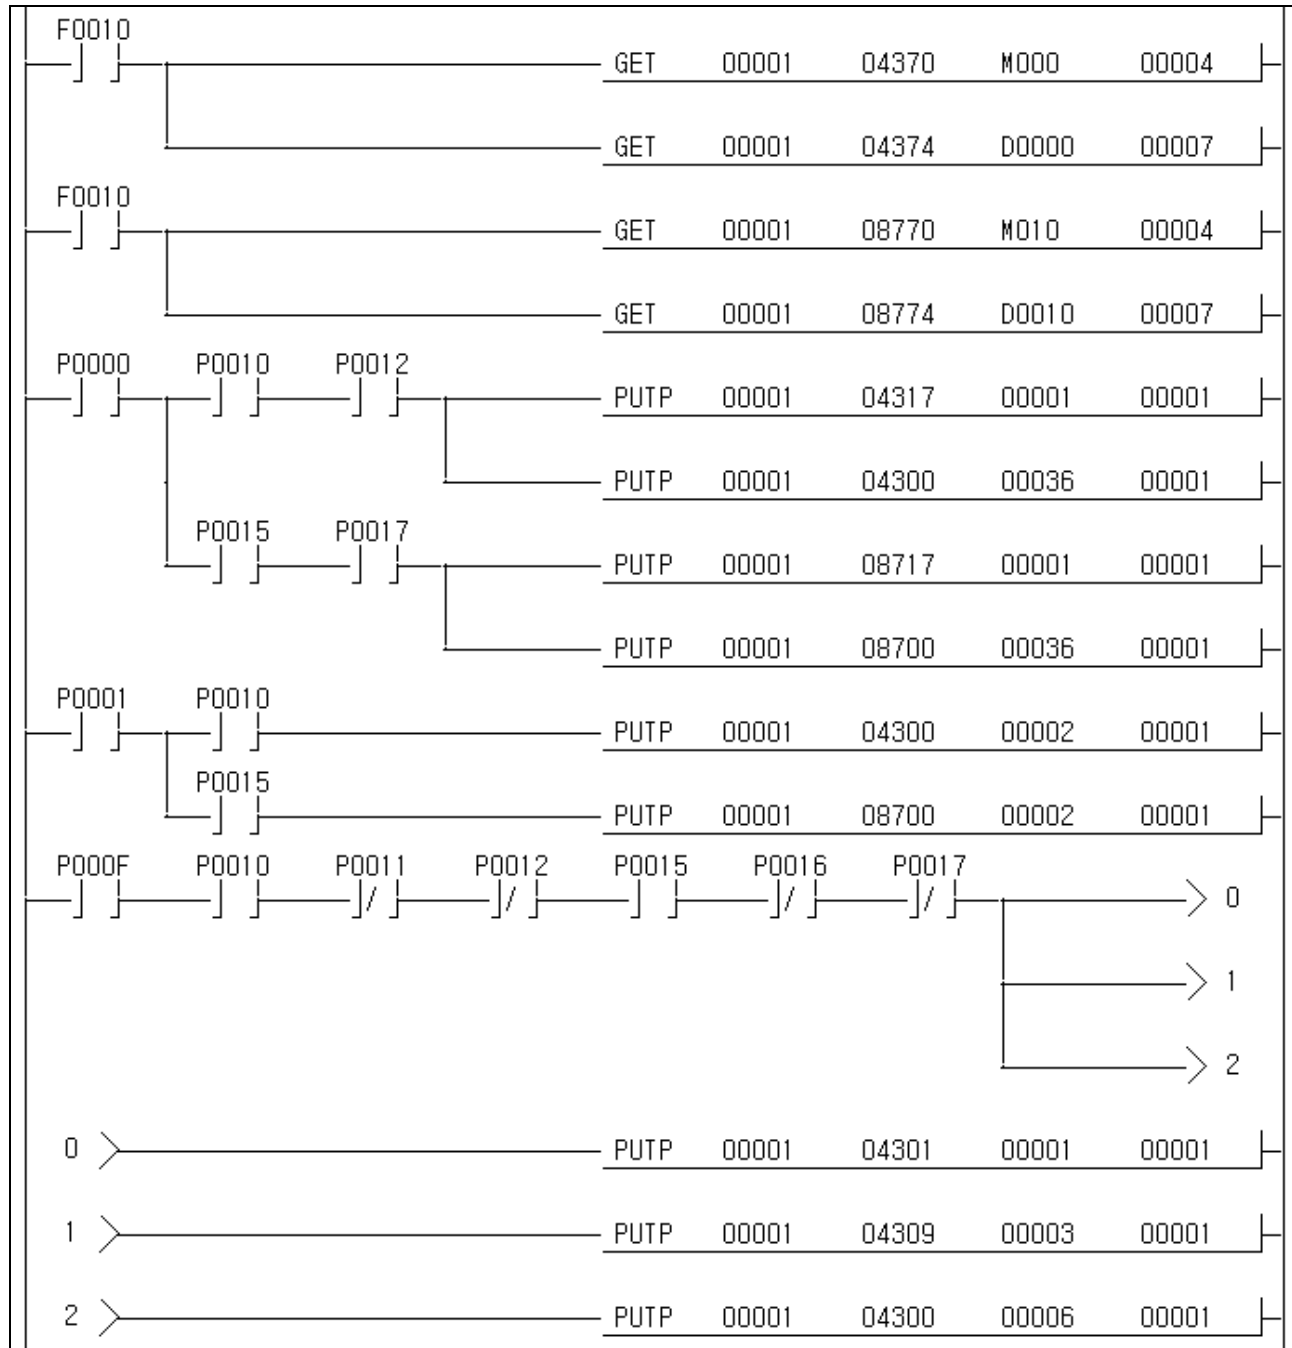 F0010
GET 00001 04370 M000 00004
GET 00001 04374 D0000 00007
F0010
GET 00001 08770 M010 00004
GET 00001 08774 D0010 00007
P0000 P0010 P0012
PUTP 00001 04317 00001 00001
PUTP 00001 04300 00036 00001
P0015 P0017
PUTP 00001 08717 00001 00001
PUTP 00001 08700 00036 00001
P0001 P0010
PUTP 00001 04300 00002 00001
P0015
PUTP 00001 08700 00002 00001
P000F P0010 P0011 P0012 P0015 P0016 P0017
0
1
2
0 PUTP 00001 04301 00001 00001
1 PUTP 00001 04309 00003 00001
2 PUTP 00001 04300 00006 00001